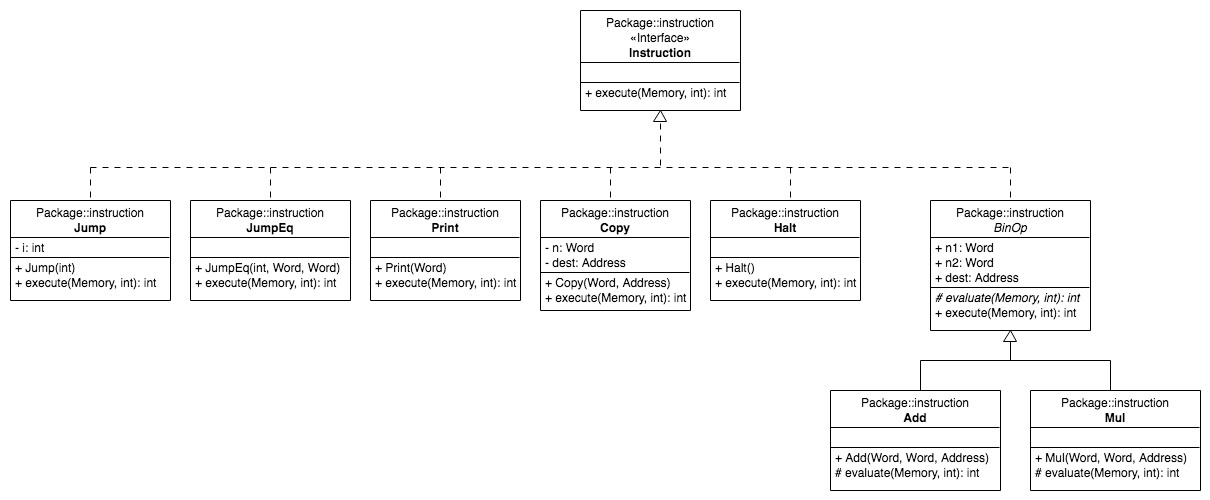 Package::instruction
«Interface»
Instruction
+ execute(Memory, int): int
Package::instruction
Jump
- i: int
+ Jump(int)
+ execute(Memory, int): int
Package::instruction
JumpEq
+ JumpEq(int, Word, Word)
+ execute(Memory, int): int
Package::instruction
Print
+ Print(Word)
+ execute(Memory, int): int
Package::instruction
Copy
- n: Word
- dest: Address
+ Copy(Word, Address)
+ execute(Memory, int): int
Package::instruction
Halt
+ Halt()
+ execute(Memory, int): int
Package::instruction
BinOp
+ n1: Word
+ n2: Word
+ dest: Address
# evaluate(Memory, int): int
+ execute(Memory, int): int
Package::instruction
Add
+ Add(Word, Word, Address)
# evaluate(Memory, int): int
Package::instruction
Mul
+ Mul(Word, Word, Address)
# evaluate(Memory, int): int